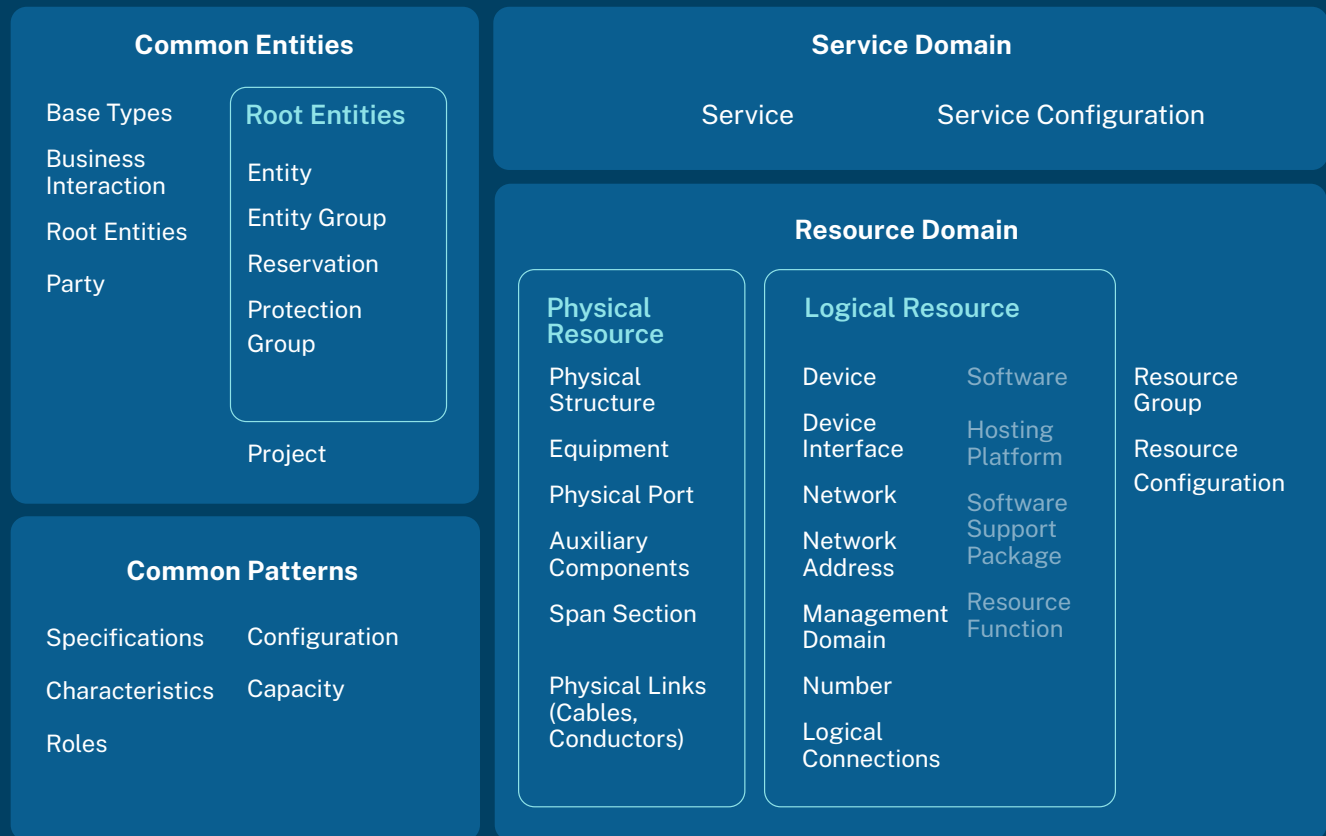 Common Entities
Base Types
Business
Interaction
Root Entities
Party
Root Entities
Entity
Entity Group
Reservation
Protection
Group
Project
Common Patterns
Specifications
Characteristics
Roles
Configuration
Capacity
Service Domain
Service
Service Configuration
Resource Domain
Physical
Resource
Physical
Structure
Equipment
Physical Port
Auxiliary
Components
Span Section
Physical Links
(Cables,
Conductors)
Logical Resource
Device
Device
Interface
Network
Network
Address
Management
Domain
Number
Logical
Connections
Software
Hosting
Platform
Software
Support
Package
Resource
Function
Resource
Group
Resource
Configuration